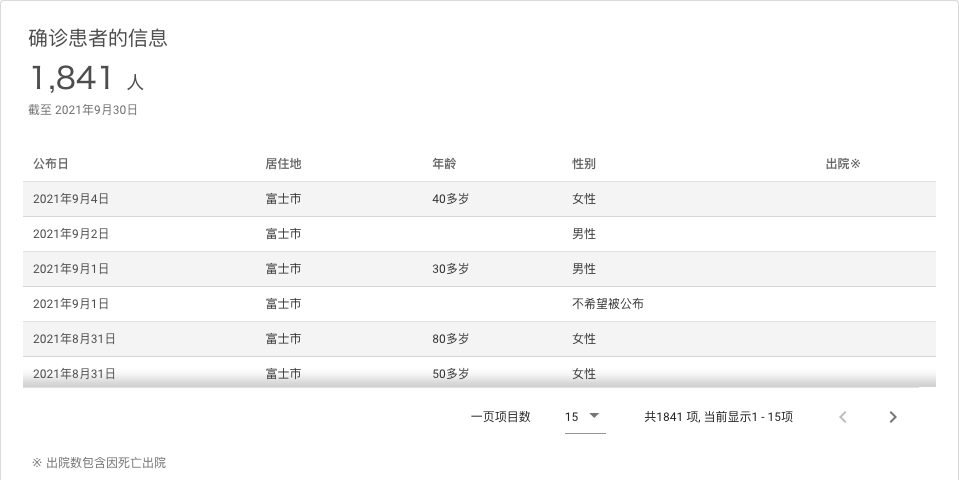 确诊患者的信息
1,841 人
截至 2021年9月30日
公布日 居住地 年龄 性别 出院※
2021年9月4日 富士市 40多岁 女性
2021年9月2日 富士市 男性
2021年9月1日 富士市 30多岁 男性
2021年9月1日 富士市 不希望被公布
2021年8月31日 富士市 80多岁 女性
2021年8月31日 富士市 50多岁 女性
一页项目数 15 共1841 项, 当前显示1 - 15项
※ 出院数包含因死亡出院